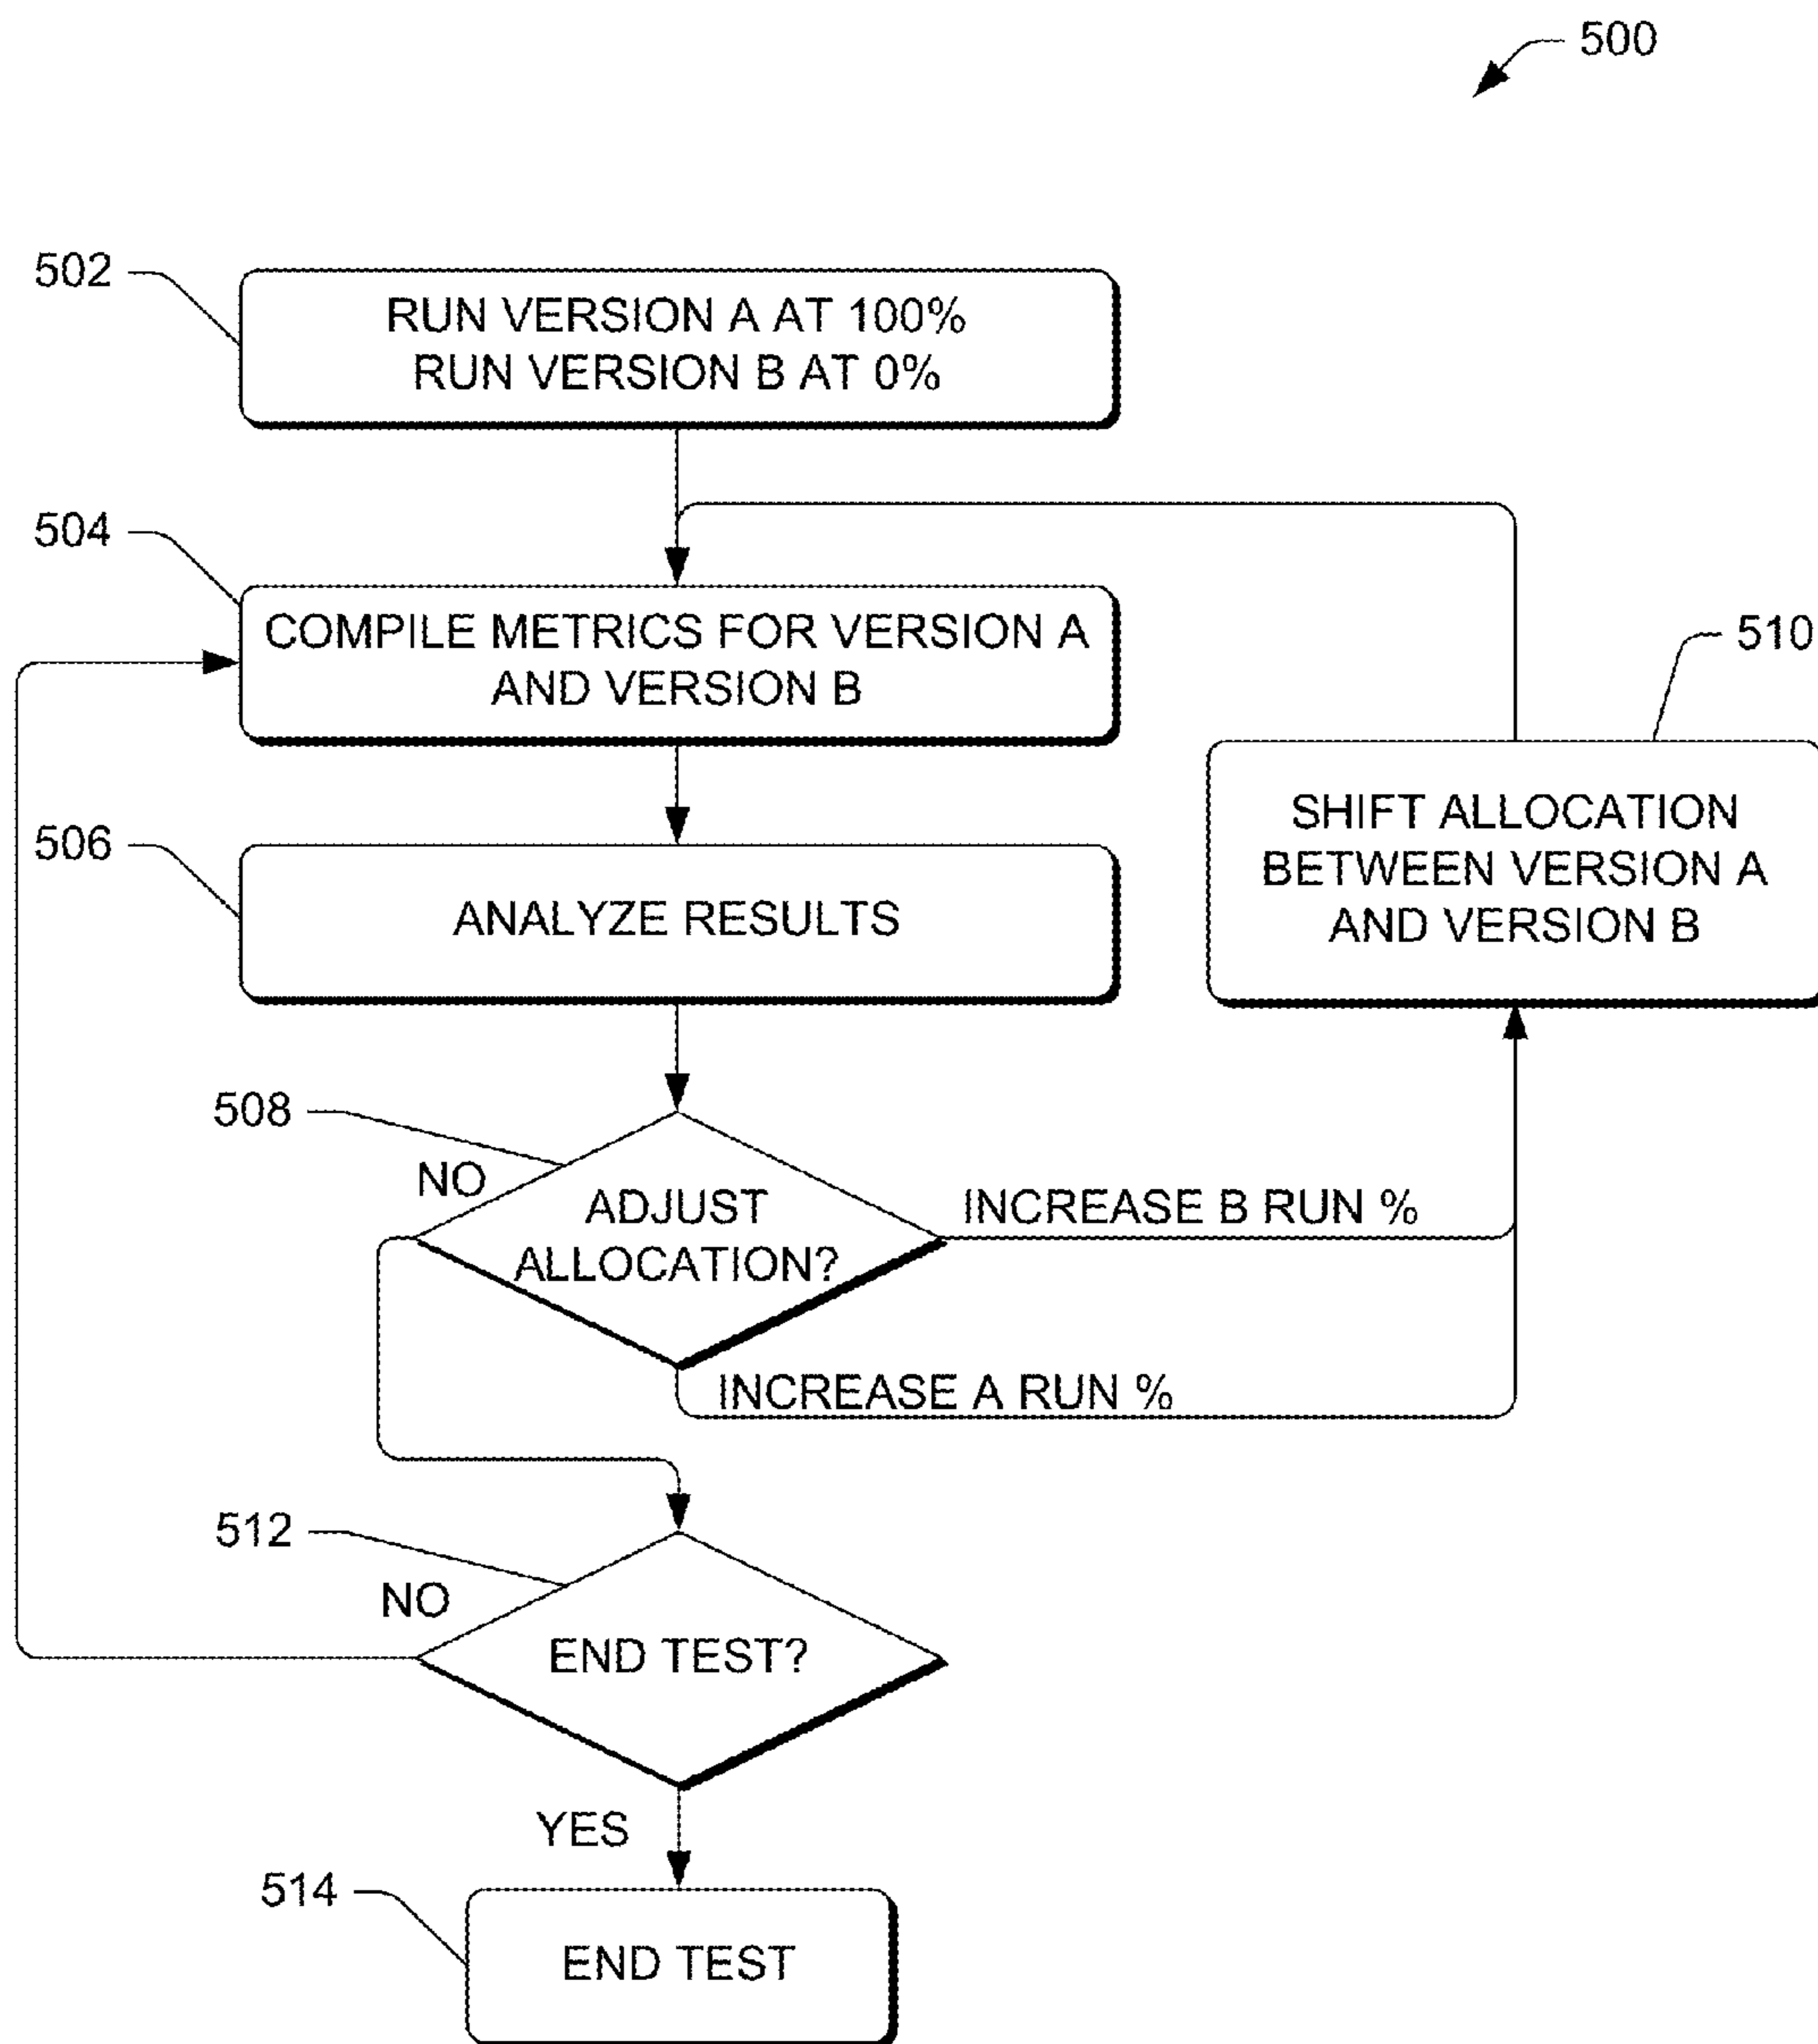 500
502
RUN VERSION A AT 100%
RUN VERSION B AT 0%
504
COMPILE METRICS FOR VERSION A
AND VERSION B
510
SHIFT ALLOCATION
BETWEEN VERSION A
AND VERSION B
506
ANALYZE RESULTS
508
NO
ADJUST
ALLOCATION?
INCREASE B RUN %
INCREASE A RUN %
512
NO
END TEST?
YES
514
END TEST